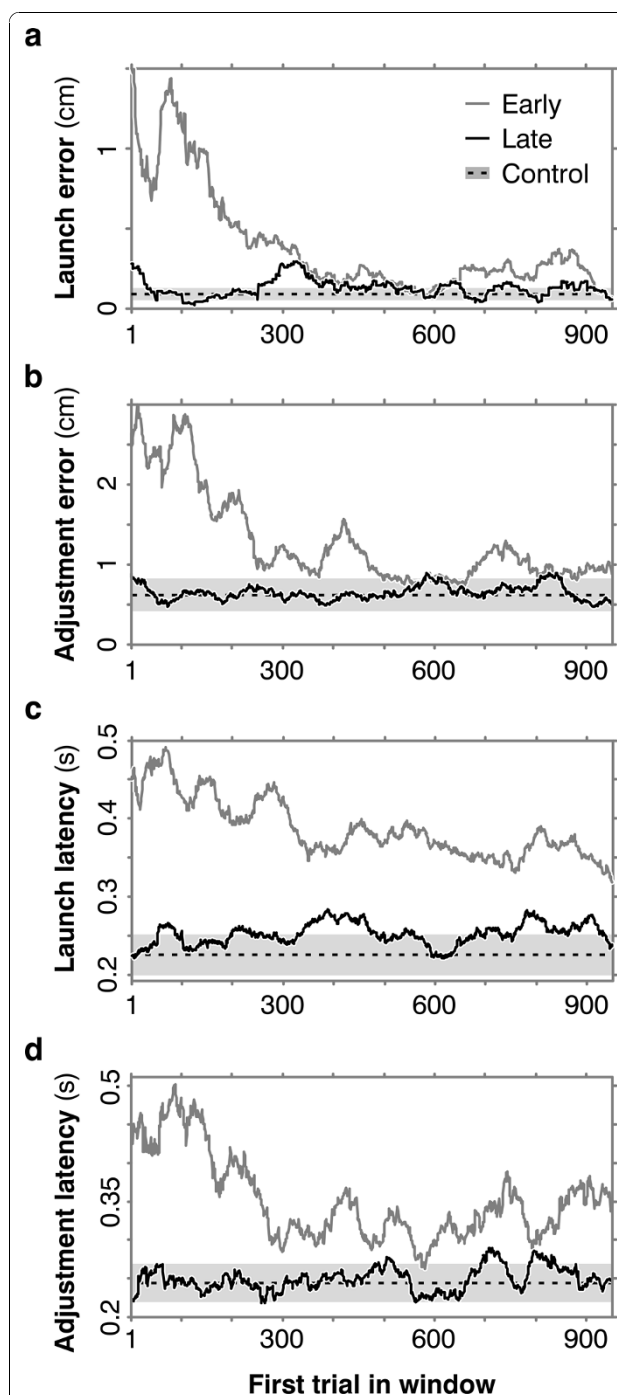 a
Launch error (cm)
1
0
Early
Late
Control
1 300 600 900
b
Adjustment error (cm)
2
1
0
1 300 600 900
c
Launch latency (s)
0.5
0.4
0.3
0.2
1 300 600 900
d
Adjustment latency (s)
0.5
0.35
0.2
1 300 600 900
First trial in window